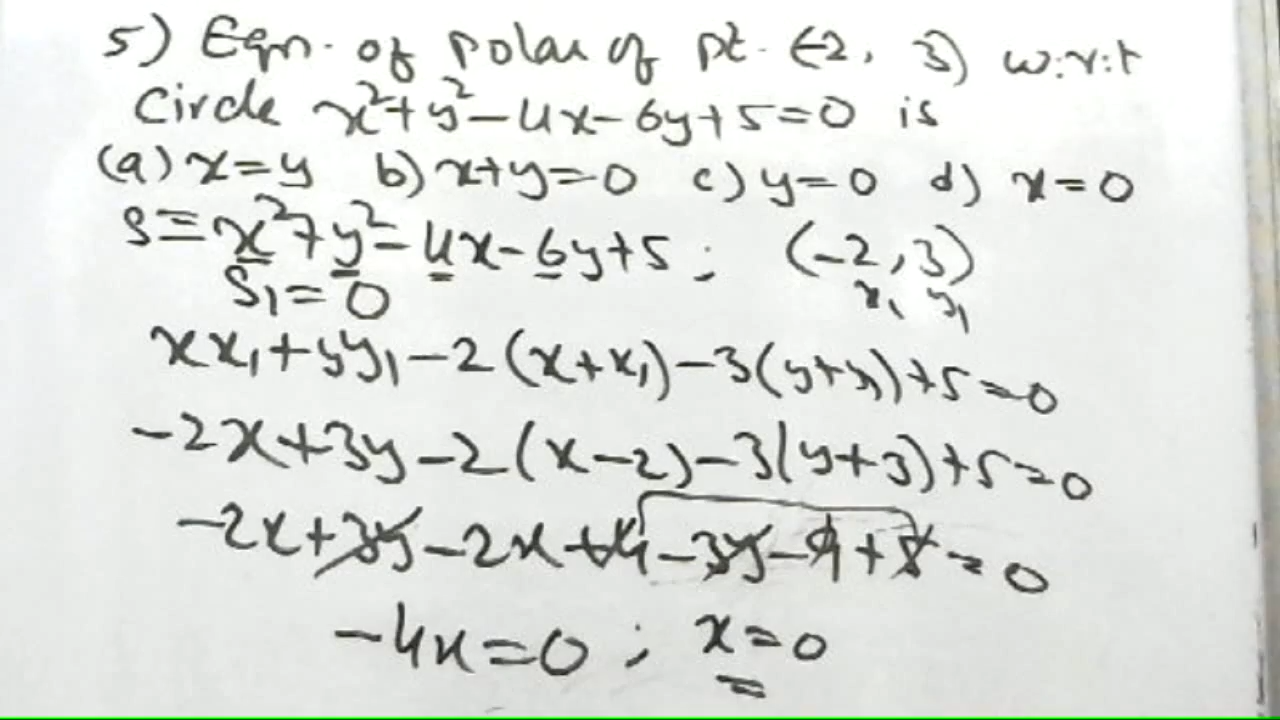 5) Eqn. of polar of pt. (-2, 3) w.r.t
Circle x²+y²-4x-6y+5=0 is
(a) x=y b) x+y=0 c) y=0 d) x=0
S≡x²+y²-4x-6y+5; (-2,3)
S₁=0 x₁ y₁
xx₁+yy₁-2(x+x₁)-3(y+y₁)+5=0
-2x+3y-2(x-2)-3(y+3)+5=0
-2x+3y-2x+4-3y-9+5=0
-4x=0; x=0